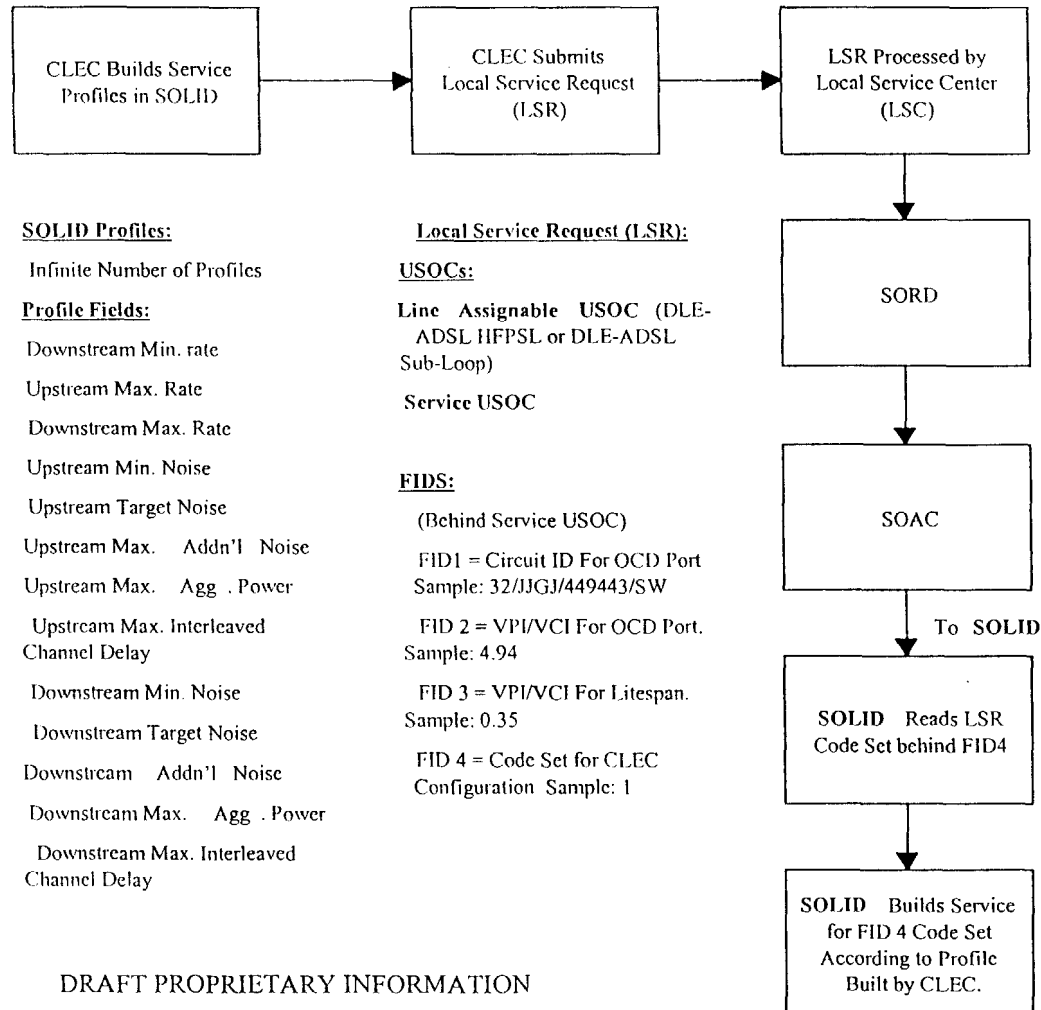 CLEC Builds Service
Profiles in SOLID
CLEC Submits
Local Service Request
(LSR)
LSR Processed by
Local Service Center
(LSC)
SORD
SOAC
To SOLID
SOLID Reads LSR
Code Set behind FID4
SOLID Builds Service
for FID 4 Code Set
According to Profile
Built by CLEC.
SOLID Profiles:
Infinite Number of Profiles
Profile Fields:
Downstream Min. rate
Upstream Max. Rate
Downstream Max. Rate
Upstream Min. Noise
Upstream Target Noise
Upstream Max. Addn'l Noise
Upstream Max. Agg . Power
Upstream Max. Interleaved
Channel Delay
Downstream Min. Noise
Downstream Target Noise
Downstream Addn'l Noise
Downstream Max. Agg . Power
Downstream Max. Interleaved
Channel Delay
Local Service Request (LSR):
USOCs:
Line Assignable USOC (DLE-
ADSL HFPSL or DLE-ADSL
Sub-Loop)
Service USOC
FIDS:
(Behind Service USOC)
FID1 = Circuit ID For OCD Port
Sample: 32/JJGJ/449443/SW
FID 2 = VPI/VCI For OCD Port.
Sample: 4.94
FID 3 = VPI/VCI For Litespan.
Sample: 0.35
FID 4 = Code Set for CLEC
Configuration Sample: 1
DRAFT PROPRIETARY INFORMATION